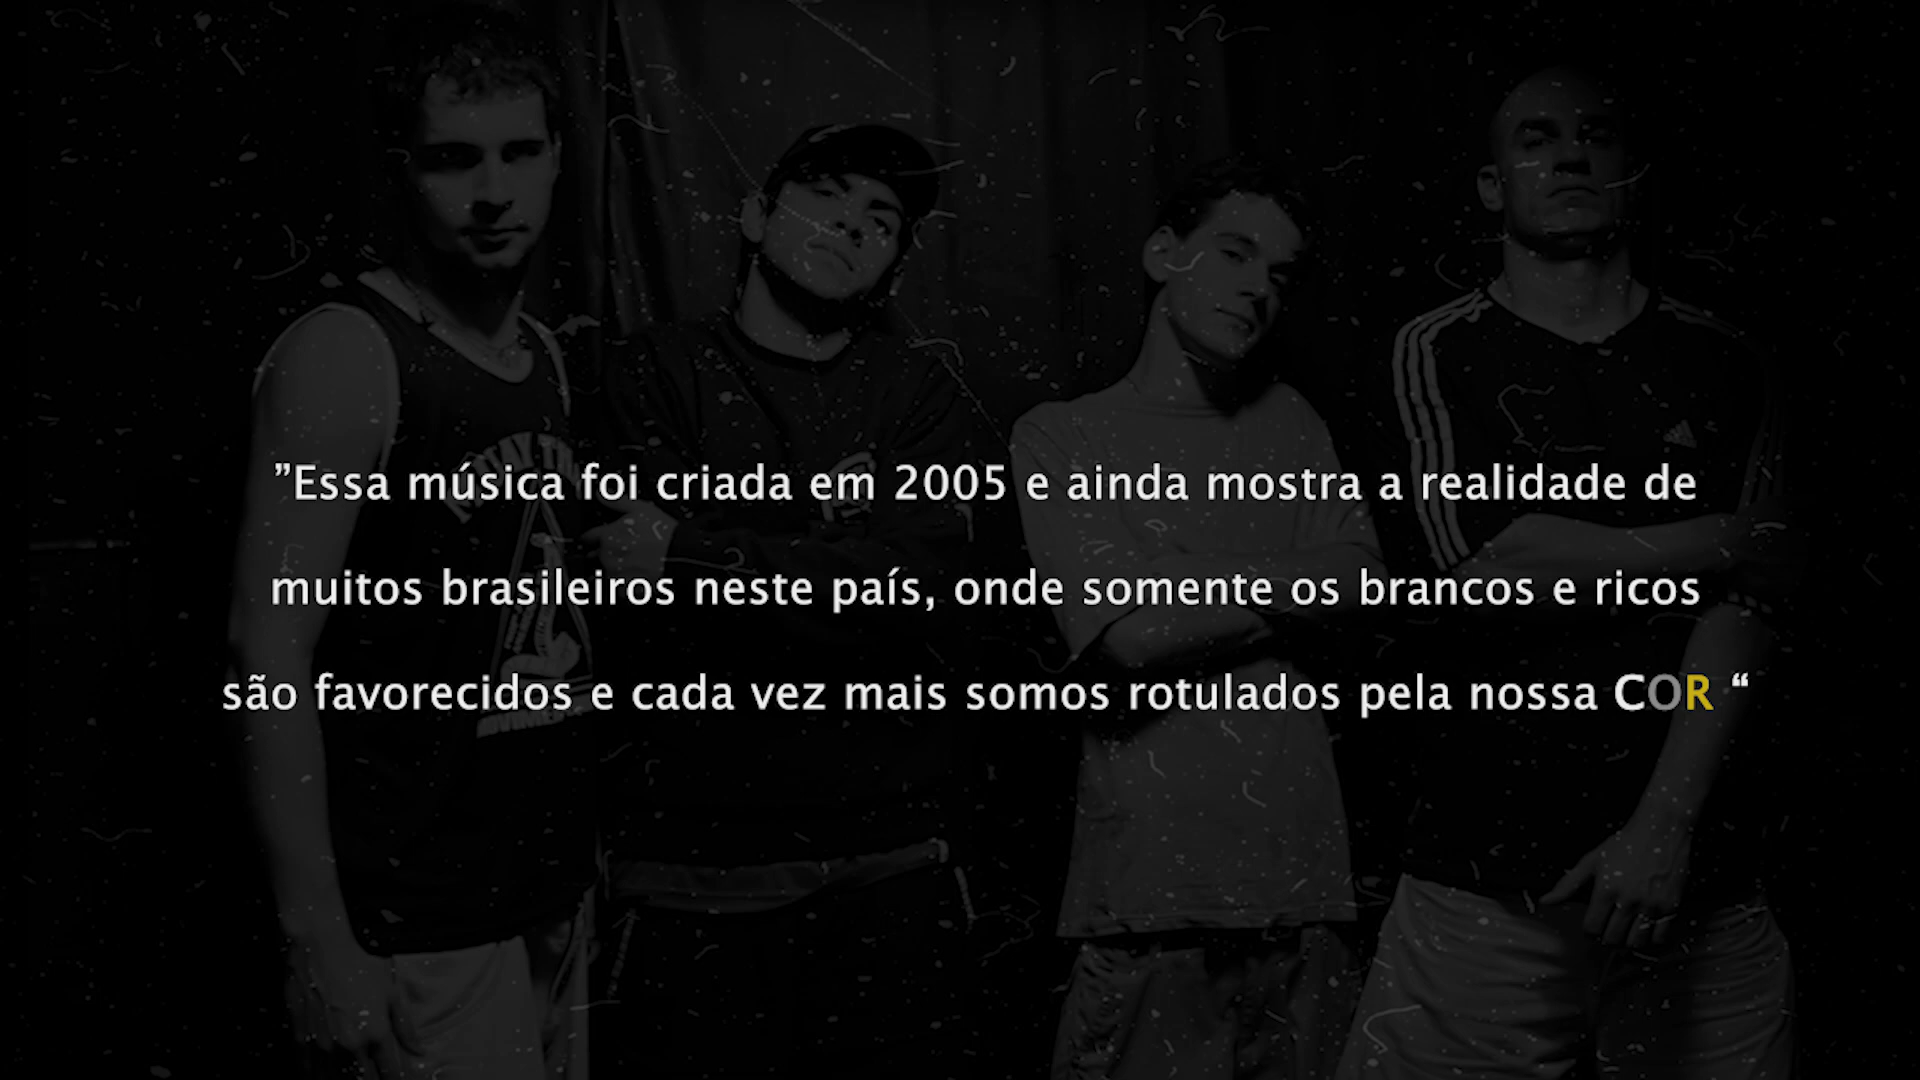 ”Essa música foi criada em 2005 e ainda mostra a realidade de
muitos brasileiros neste país, onde somente os brancos e ricos
são favorecidos e cada vez mais somos rotulados pela nossa COR “